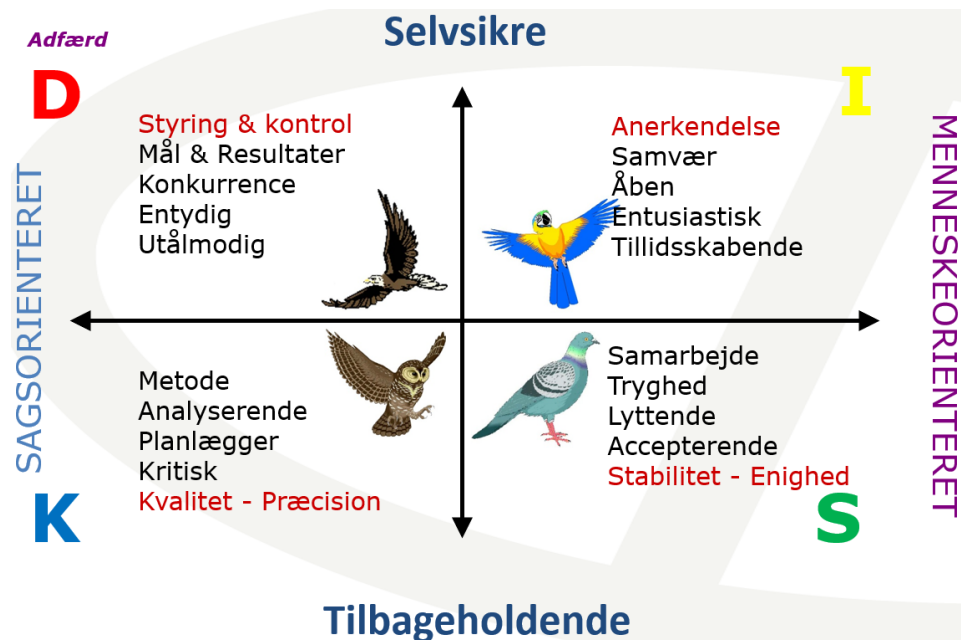 Selvsikre
Adfærd
D
I
Styring & kontrol
Mål & Resultater
Konkurrence
Entydig
Utålmodig
Anerkendelse
Samvær
Åben
Entusiastisk
Tillidsskabende
SAGSORIENTERET
MENNESKEORIENTERET
Metode
Analyserende
Planlægger
Kritisk
Kvalitet - Præcision
Samarbejde
Tryghed
Lyttende
Accepterende
Stabilitet - Enighed
K
S
Tilbageholdende